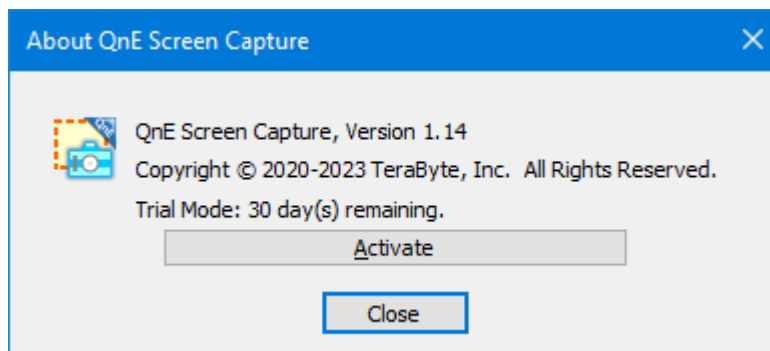 About QnE Screen Capture
QnE
QnE Screen Capture, Version 1.14
Copyright © 2020-2023 TeraByte, Inc. All Rights Reserved.
Trial Mode: 30 day(s) remaining.
Activate
Close